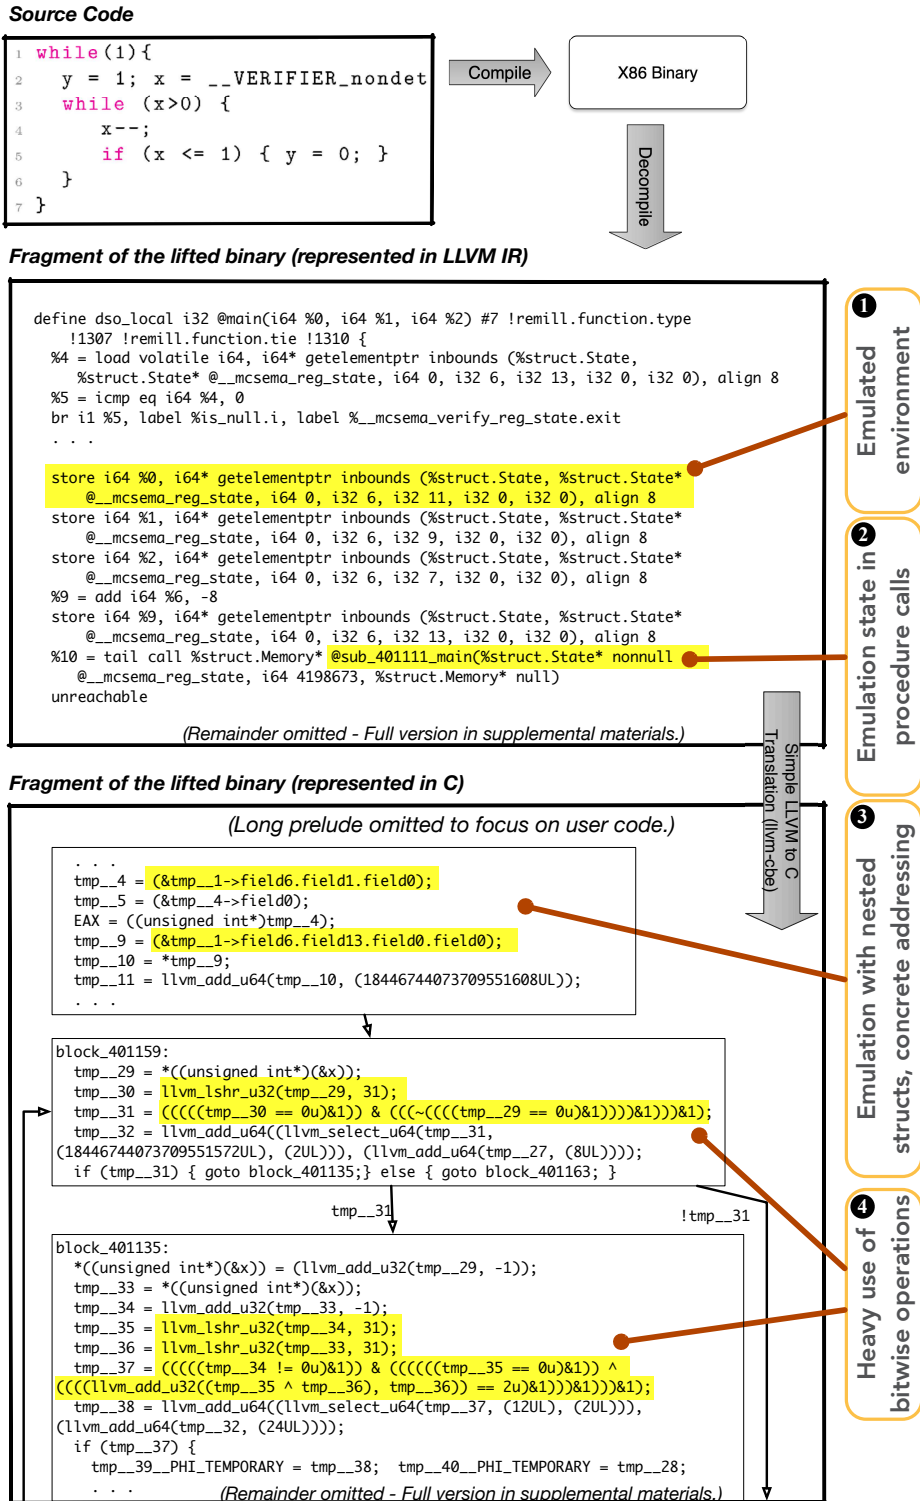 Source Code
1 while(1){
2 y = 1; x = __VERIFIER_nondet
3 while (x>0) {
4 x--;
5 if (x <= 1) { y = 0; }
6 }
7 }
Compile
X86 Binary
Decompile
Fragment of the lifted binary (represented in LLVM IR)
define dso_local i32 @main(i64 %0, i64 %1, i64 %2) #7 !remill.function.type
!1307 !remill.function.tie !1310 {
%4 = load volatile i64, i64* getelementptr inbounds (%struct.State,
%struct.State* @__mcsema_reg_state, i64 0, i32 6, i32 13, i32 0, i32 0), align 8
%5 = icmp eq i64 %4, 0
br i1 %5, label %is_null.i, label %__mcsema_verify_reg_state.exit
. . .
store i64 %0, i64* getelementptr inbounds (%struct.State, %struct.State*
@__mcsema_reg_state, i64 0, i32 6, i32 11, i32 0, i32 0), align 8
store i64 %1, i64* getelementptr inbounds (%struct.State, %struct.State*
@__mcsema_reg_state, i64 0, i32 6, i32 9, i32 0, i32 0), align 8
store i64 %2, i64* getelementptr inbounds (%struct.State, %struct.State*
@__mcsema_reg_state, i64 0, i32 6, i32 7, i32 0, i32 0), align 8
%9 = add i64 %6, -8
store i64 %9, i64* getelementptr inbounds (%struct.State, %struct.State*
@__mcsema_reg_state, i64 0, i32 6, i32 13, i32 0, i32 0), align 8
%10 = tail call %struct.Memory* @sub_401111_main(%struct.State* nonnull
@__mcsema_reg_state, i64 4198673, %struct.Memory* null)
unreachable
(Remainder omitted - Full version in supplemental materials.)
1
Emulated
environment
2
Emulation state in
procedure calls
Simple LLVM to C
Translation (llvm-cbe)
Fragment of the lifted binary (represented in C)
(Long prelude omitted to focus on user code.)
. . .
tmp__4 = (&tmp__1->field6.field1.field0);
tmp__5 = (&tmp__4->field0);
EAX = ((unsigned int*)tmp__4);
tmp__9 = (&tmp__1->field6.field13.field0.field0);
tmp__10 = *tmp__9;
tmp__11 = llvm_add_u64(tmp__10, (18446744073709551608UL));
. . .
3
Emulation with nested
structs, concrete addressing
block_401159:
tmp__29 = *((unsigned int*)(&x));
tmp__30 = llvm_lshr_u32(tmp__29, 31);
tmp__31 = (((((tmp__30 == 0u)&1)) & (((~((((tmp__29 == 0u)&1))))&1)))&1);
tmp__32 = llvm_add_u64((llvm_select_u64(tmp__31,
(18446744073709551572UL), (2UL))), (llvm_add_u64(tmp__27, (8UL))));
if (tmp__31) { goto block_401135;} else { goto block_401163; }
tmp__31
!tmp__31
4
Heavy use of
bitwise operations
block_401135:
*((unsigned int*)(&x)) = (llvm_add_u32(tmp__29, -1));
tmp__33 = *((unsigned int*)(&x));
tmp__34 = llvm_add_u32(tmp__33, -1);
tmp__35 = llvm_lshr_u32(tmp__34, 31);
tmp__36 = llvm_lshr_u32(tmp__33, 31);
tmp__37 = (((((tmp__34 != 0u)&1)) & ((((((tmp__35 == 0u)&1)) ^
((((llvm_add_u32((tmp__35 ^ tmp__36), tmp__36)) == 2u)&1)))&1)))&1);
tmp__38 = llvm_add_u64((llvm_select_u64(tmp__37, (12UL), (2UL))),
(llvm_add_u64(tmp__32, (24UL))));
if (tmp__37) {
tmp__39__PHI_TEMPORARY = tmp__38; tmp__40__PHI_TEMPORARY = tmp__28;
. . .
(Remainder omitted - Full version in supplemental materials.)